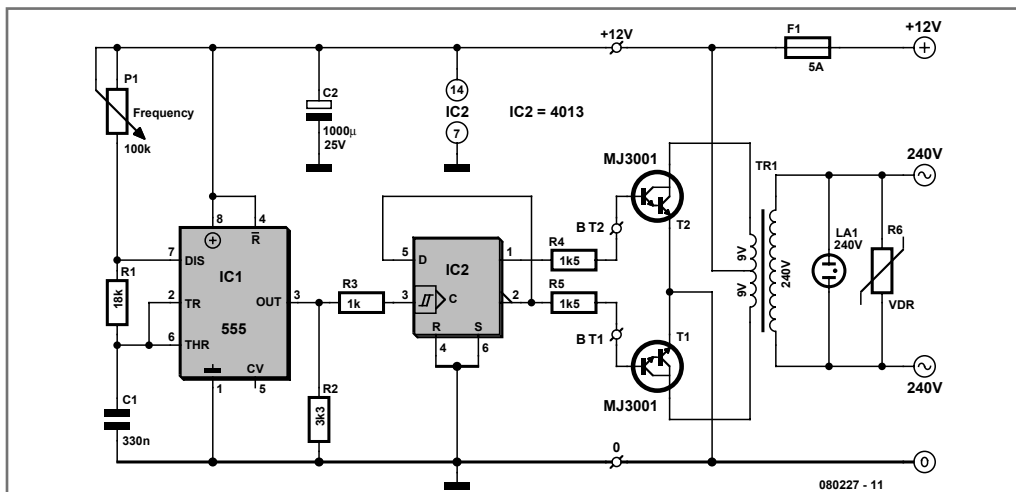 +12V
F1
5A
+
P1
Frequency
100k
C2
1000µ
25V
14
IC2
7
IC2 = 4013
MJ3001
TR1
240V
8
4
R
7
DIS
R1
18k
IC1
2
TR
OUT
3
555
6
THR
CV
1
5
C1
330n
R3
1k
R2
3k3
5
D
IC2
1
3
C
2
R
S
4
6
R4
1k5
R5
1k5
B T2
T2
B T1
T1
MJ3001
9V
9V
240V
LA1
240V
R6
VDR
240V
0
0
080227 - 11